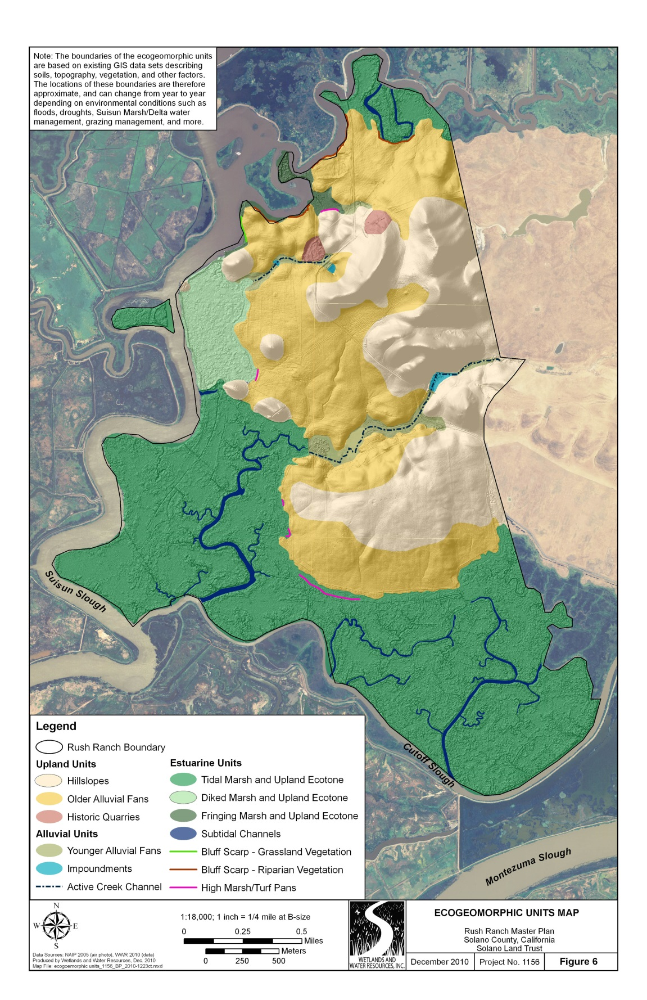 Note: The boundaries of the ecogeomorphic units
are based on existing GIS data sets describing
soils, topography, vegetation, and other factors.
The locations of these boundaries are therefore
approximate, and can change from year to year
depending on environmental conditions such as
floods, droughts, Suisun Marsh/Delta water
management, grazing management, and more.
Suisun Slough
Cutoff Slough
Montezuma Slough
Legend
Rush Ranch Boundary
Upland Units
Hillslopes
Older Alluvial Fans
Historic Quarries
Alluvial Units
Younger Alluvial Fans
Impoundments
Active Creek Channel
Estuarine Units
Tidal Marsh and Upland Ecotone
Diked Marsh and Upland Ecotone
Fringing Marsh and Upland Ecotone
Subtidal Channels
Bluff Scarp - Grassland Vegetation
Bluff Scarp - Riparian Vegetation
High Marsh/Turf Pans
N
W E
S
Data Sources: NAIP 2005 (air photo), WWR 2010 (data)
Produced by Wetlands and Water Resources, Dec. 2010
Map File: ecogoemorphic units_1156_BP_2010-1223ct.mxd
1:18,000; 1 inch = 1/4 mile at B-size
0 0.25 0.5
Miles
Meters
0 250 500
WETLANDS AND
WATER RESOURCES, INC.
ECOGEOMORPHIC UNITS MAP
Rush Ranch Master Plan
Solano County, California
Solano Land Trust
December 2010 Project No. 1156 Figure 6